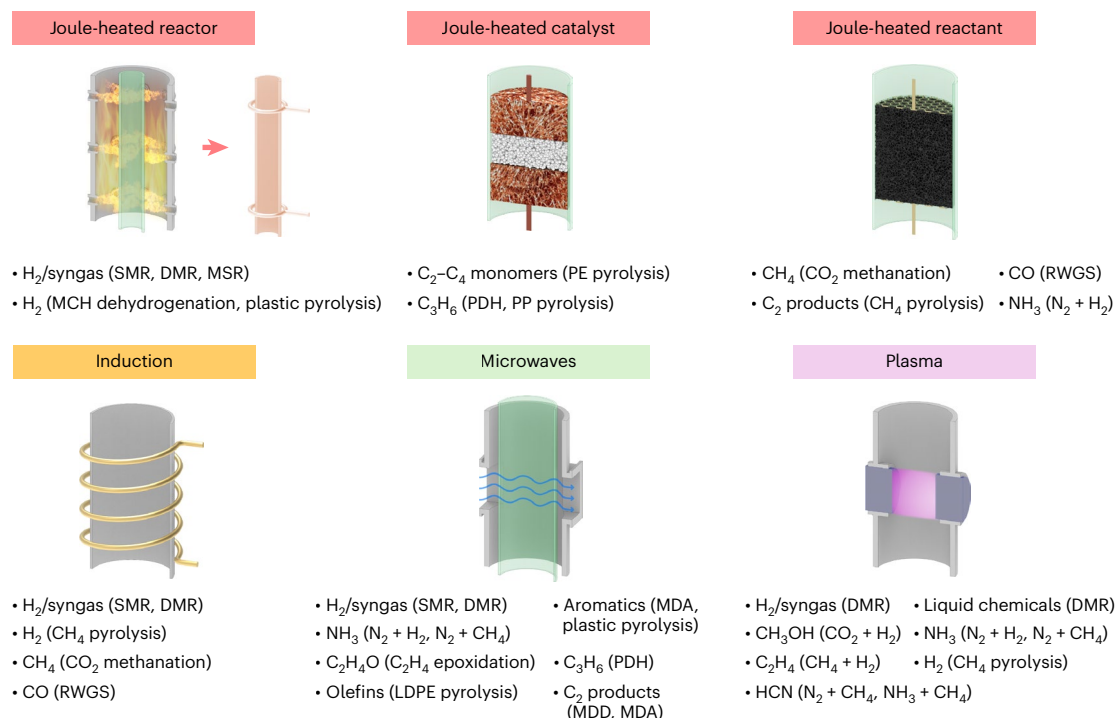 Joule-heated reactor
Joule-heated catalyst
Joule-heated reactant
• H₂/syngas (SMR, DMR, MSR)
• H₂ (MCH dehydrogenation, plastic pyrolysis)
• C₂–C₄ monomers (PE pyrolysis)
• C₃H₆ (PDH, PP pyrolysis)
• CH₄ (CO₂ methanation)
• C₂ products (CH₄ pyrolysis)
• CO (RWGS)
• NH₃ (N₂ + H₂)
Induction
Microwaves
Plasma
• H₂/syngas (SMR, DMR)
• H₂ (CH₄ pyrolysis)
• CH₄ (CO₂ methanation)
• CO (RWGS)
• H₂/syngas (SMR, DMR)
• NH₃ (N₂ + H₂, N₂ + CH₄)
• C₂H₄O (C₂H₄ epoxidation)
• Olefins (LDPE pyrolysis)
• Aromatics (MDA,
plastic pyrolysis)
• C₃H₆ (PDH)
• C₂ products
(MDD, MDA)
• H₂/syngas (DMR)
• CH₃OH (CO₂ + H₂)
• C₂H₄ (CH₄ + H₂)
• HCN (N₂ + CH₄, NH₃ + CH₄)
• Liquid chemicals (DMR)
• NH₃ (N₂ + H₂, N₂ + CH₄)
• H₂ (CH₄ pyrolysis)